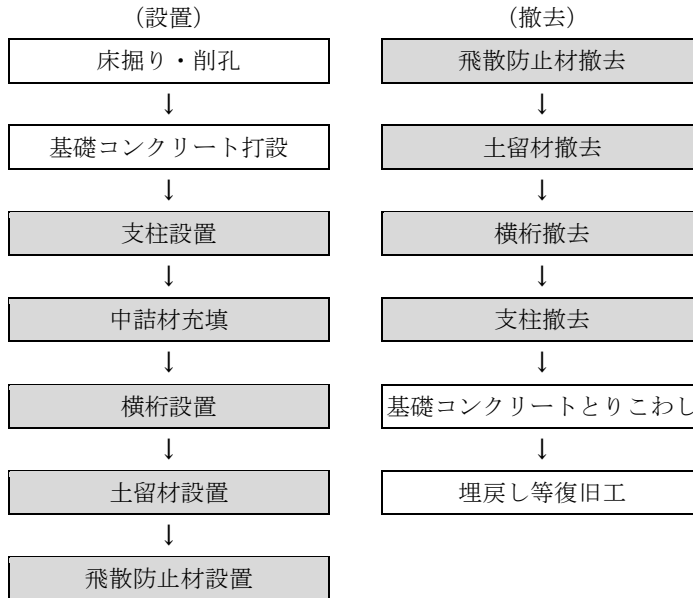 （設置）
床掘り・削孔
↓
基礎コンクリート打設
↓
支柱設置
↓
中詰材充填
↓
横桁設置
↓
土留材設置
↓
飛散防止材設置
（撤去）
飛散防止材撤去
↓
土留材撤去
↓
横桁撤去
↓
支柱撤去
↓
基礎コンクリートとりこわし
↓
埋戻し等復旧工